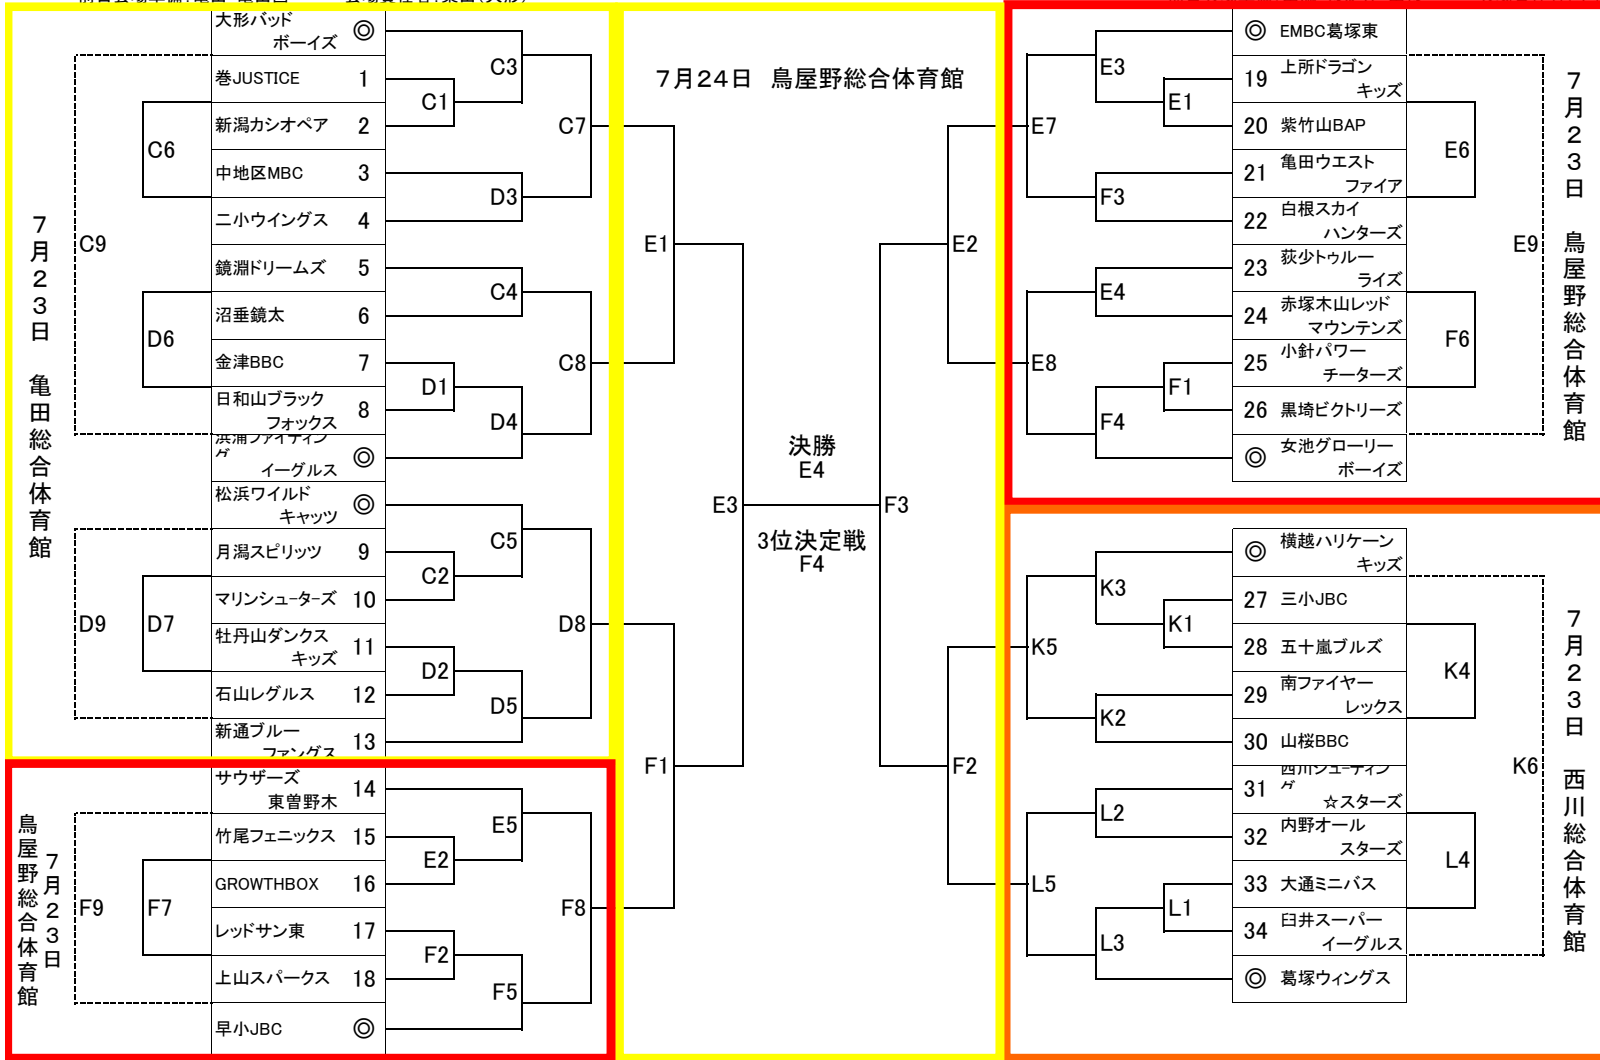 大形バッド
ボーイズ ◎
巻JUSTICE 1
新潟カシオペア 2
中地区MBC 3
二小ウイングス 4
鏡淵ドリームズ 5
沼垂鏡太 6
金津BBC 7
日和山ブラック
フォックス 8
浜浦ファイティン
グ
イーグルス ◎
松浜ワイルド
キャッツ ◎
月潟スピリッツ 9
マリンシューターズ 10
牡丹山ダンクス
キッズ 11
石山レグルス 12
新通ブルー
ファングス 13
C1
C3
D3
C7
C4
D1
D4
C8
C2
C5
D2
D5
D8
C6
D6
C9
D7
D9
7月23日 亀田総合体育館
サウザーズ
東曽野木 14
竹尾フェニックス 15
GROWTHBOX 16
レッドサン東 17
上山スパークス 18
早小JBC ◎
E2
E5
F2
F5
F8
F7
F9
鳥屋野総合体育館
7月23日
7月24日 鳥屋野総合体育館
E1
E2
E3
F3
F1
F2
決勝
E4
3位決定戦
F4
◎ EMBC葛塚東
19 上所ドラゴン
キッズ
20 紫竹山BAP
21 亀田ウエスト
ファイア
22 白根スカイ
ハンターズ
23 荻少トゥルー
ライズ
24 赤塚木山レッド
マウンテンズ
25 小針パワー
チーターズ
26 黒埼ビクトリーズ
◎ 女池グローリー
ボーイズ
E3
E1
E7
F3
E4
E8
F1
F4
E6
F6
E9
7月23日 鳥屋野総合体育館
◎ 横越ハリケーン
キッズ
27 三小JBC
28 五十嵐ブルズ
29 南ファイヤー
レックス
30 山桜BBC
31 西川シューティン
グ
☆スターズ
32 内野オール
スターズ
33 大通ミニバス
34 臼井スーパー
イーグルス
◎ 葛塚ウィングス
K3
K1
K5
K2
L2
L5
L1
L3
K4
L4
K6
7月23日 西川総合体育館